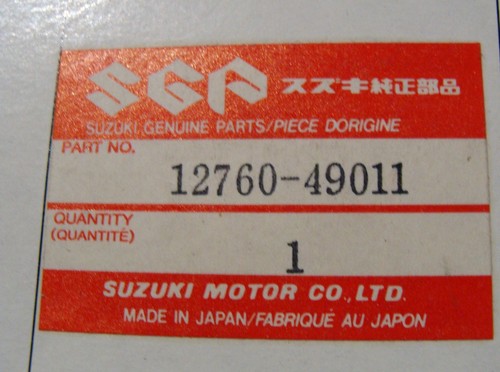 SGP スズキ純正部品
SUZUKI GENUINE PARTS/PIECE DORIGINE
PART NO.
12760-49011
QUANTITY
(QUANTITÉ)
1
SUZUKI MOTOR CO.,LTD.
MADE IN JAPAN/FABRIQUÉ AU JAPON